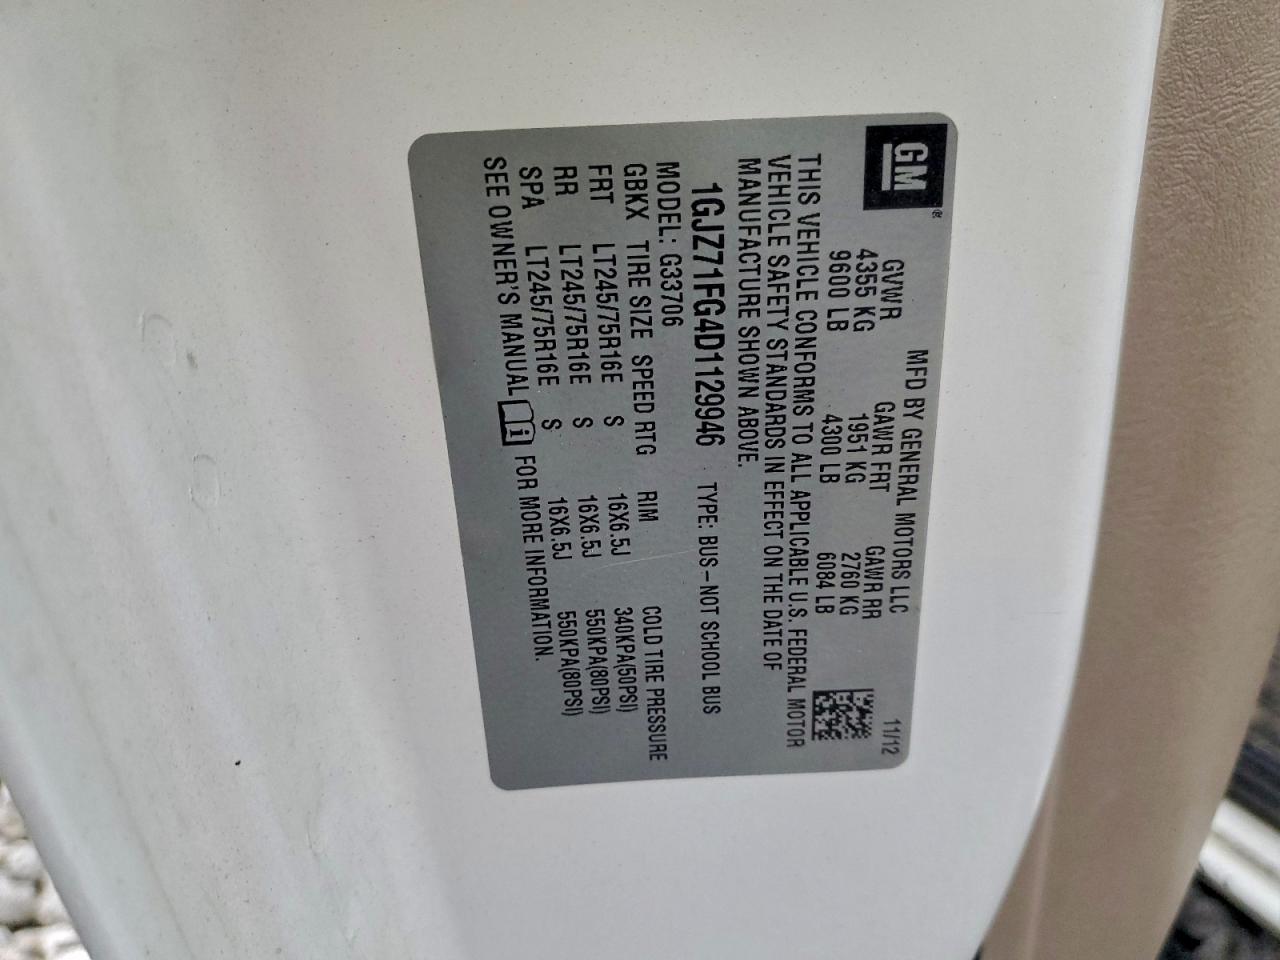 GM ®
MFD BY GENERAL MOTORS LLC 11/12
GVWR GAWR FRT GAWR RR
4355 KG 1951 KG 2760 KG
9600 LB 4300 LB 6084 LB
THIS VEHICLE CONFORMS TO ALL APPLICABLE U.S. FEDERAL MOTOR
VEHICLE SAFETY STANDARDS IN EFFECT ON THE DATE OF
MANUFACTURE SHOWN ABOVE.
1GJZ71FG4D1129946 TYPE: BUS-NOT SCHOOL BUS
MODEL: G33706
GBKX TIRE SIZE SPEED RTG RIM COLD TIRE PRESSURE
FRT LT245/75R16E S 16X6.5J 340KPA(50PSI)
RR LT245/75R16E S 16X6.5J 550KPA(80PSI)
SPA LT245/75R16E S 16X6.5J 550KPA(80PSI)
SEE OWNER'S MANUAL i FOR MORE INFORMATION.